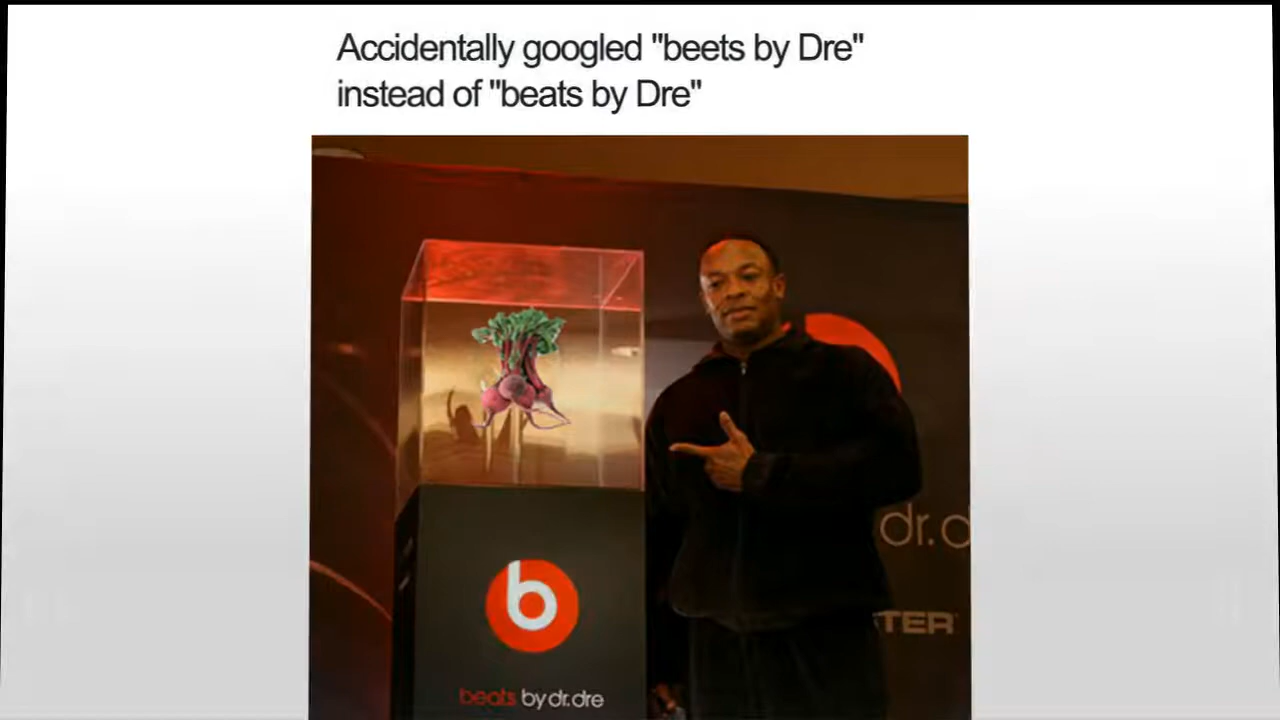 Accidentally googled "beets by Dre"
instead of "beats by Dre"
dr.d
TER
b
beats by dr.dre